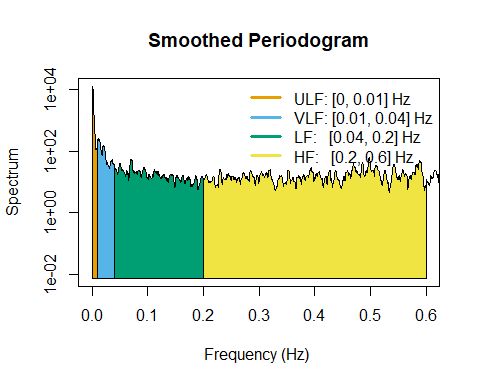 Smoothed Periodogram
ULF: [0, 0.01] Hz
VLF: [0.01, 0.04] Hz
LF: [0.04, 0.2] Hz
HF: [0.2, 0.6] Hz
1e+04
1e+02
1e+00
1e-02
Spectrum
0.0 0.1 0.2 0.3 0.4 0.5 0.6
Frequency (Hz)